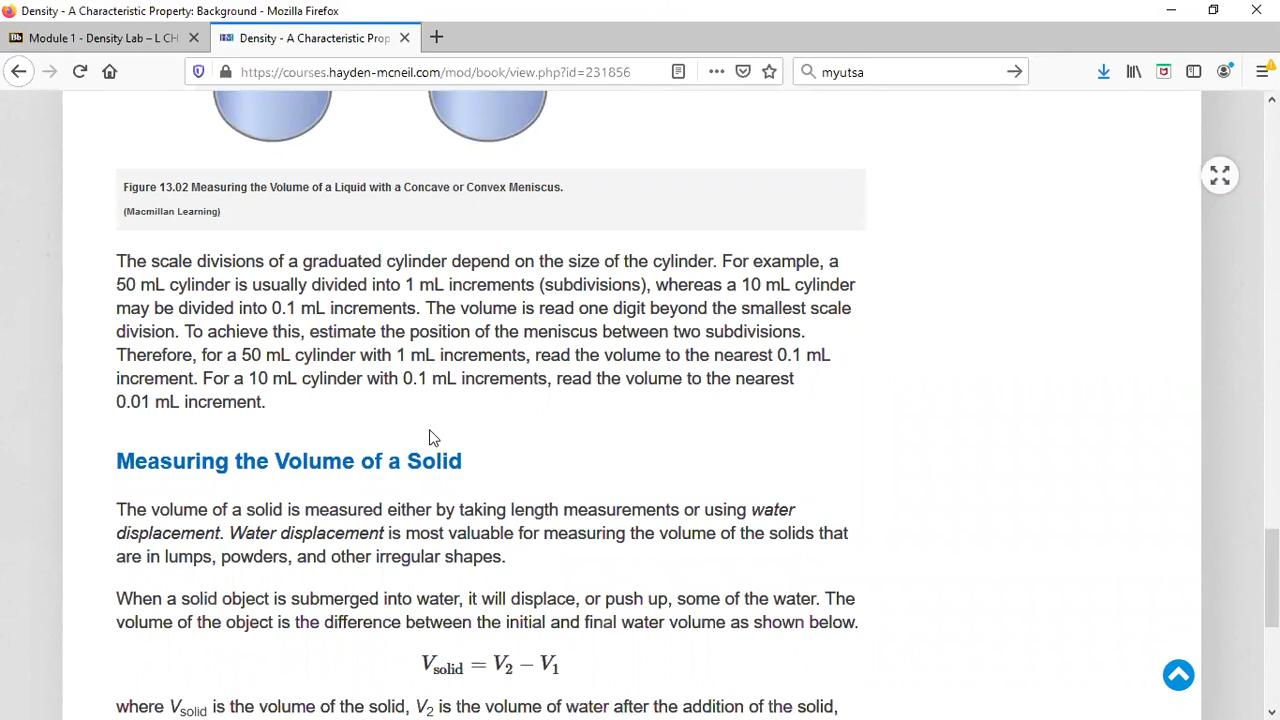 Density - A Characteristic Property: Background - Mozilla Firefox
Bb Module 1 - Density Lab – L CH
HM Density - A Characteristic Prop
https://courses.hayden-mcneil.com/mod/book/view.php?id=231856
myutsa
Figure 13.02 Measuring the Volume of a Liquid with a Concave or Convex Meniscus.
(Macmillan Learning)
The scale divisions of a graduated cylinder depend on the size of the cylinder. For example, a
50 mL cylinder is usually divided into 1 mL increments (subdivisions), whereas a 10 mL cylinder
may be divided into 0.1 mL increments. The volume is read one digit beyond the smallest scale
division. To achieve this, estimate the position of the meniscus between two subdivisions.
Therefore, for a 50 mL cylinder with 1 mL increments, read the volume to the nearest 0.1 mL
increment. For a 10 mL cylinder with 0.1 mL increments, read the volume to the nearest
0.01 mL increment.
Measuring the Volume of a Solid
The volume of a solid is measured either by taking length measurements or using water
displacement. Water displacement is most valuable for measuring the volume of the solids that
are in lumps, powders, and other irregular shapes.
When a solid object is submerged into water, it will displace, or push up, some of the water. The
volume of the object is the difference between the initial and final water volume as shown below.
V_solid = V_2 − V_1
where V_solid is the volume of the solid, V_2 is the volume of water after the addition of the solid,